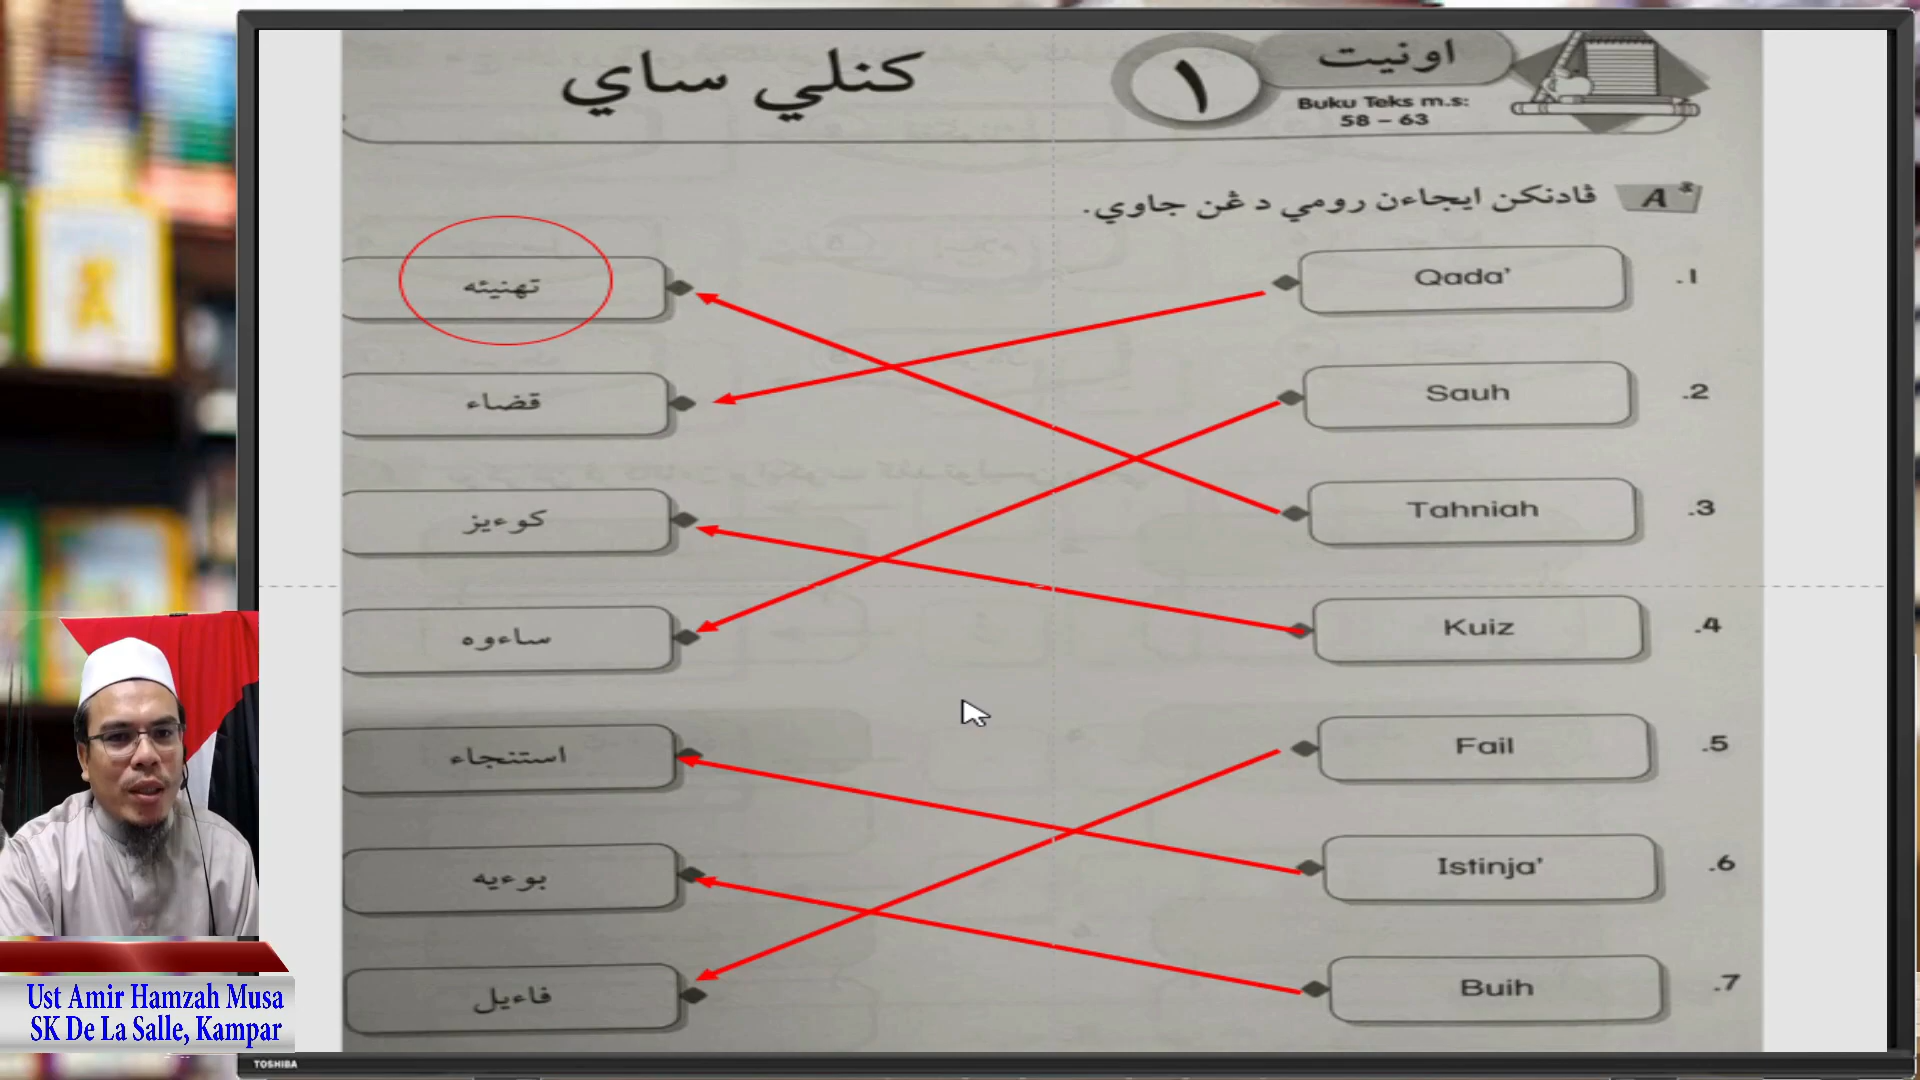 اونيت
١
كنلي ساي
Buku Teks m.s:
58 – 63
A ڤادنكن ايجاءن رومي دڠن جاوي.
.1 Qada’
تهنيئه
.2 Sauh
قضاء
.3 Tahniah
كوءيز
.4 Kuiz
ساءوه
.5 Fail
استنجاء
.6 Istinja’
بوءيه
.7 Buih
فاءيل
Ust Amir Hamzah Musa
SK De La Salle, Kampar
TOSHIBA